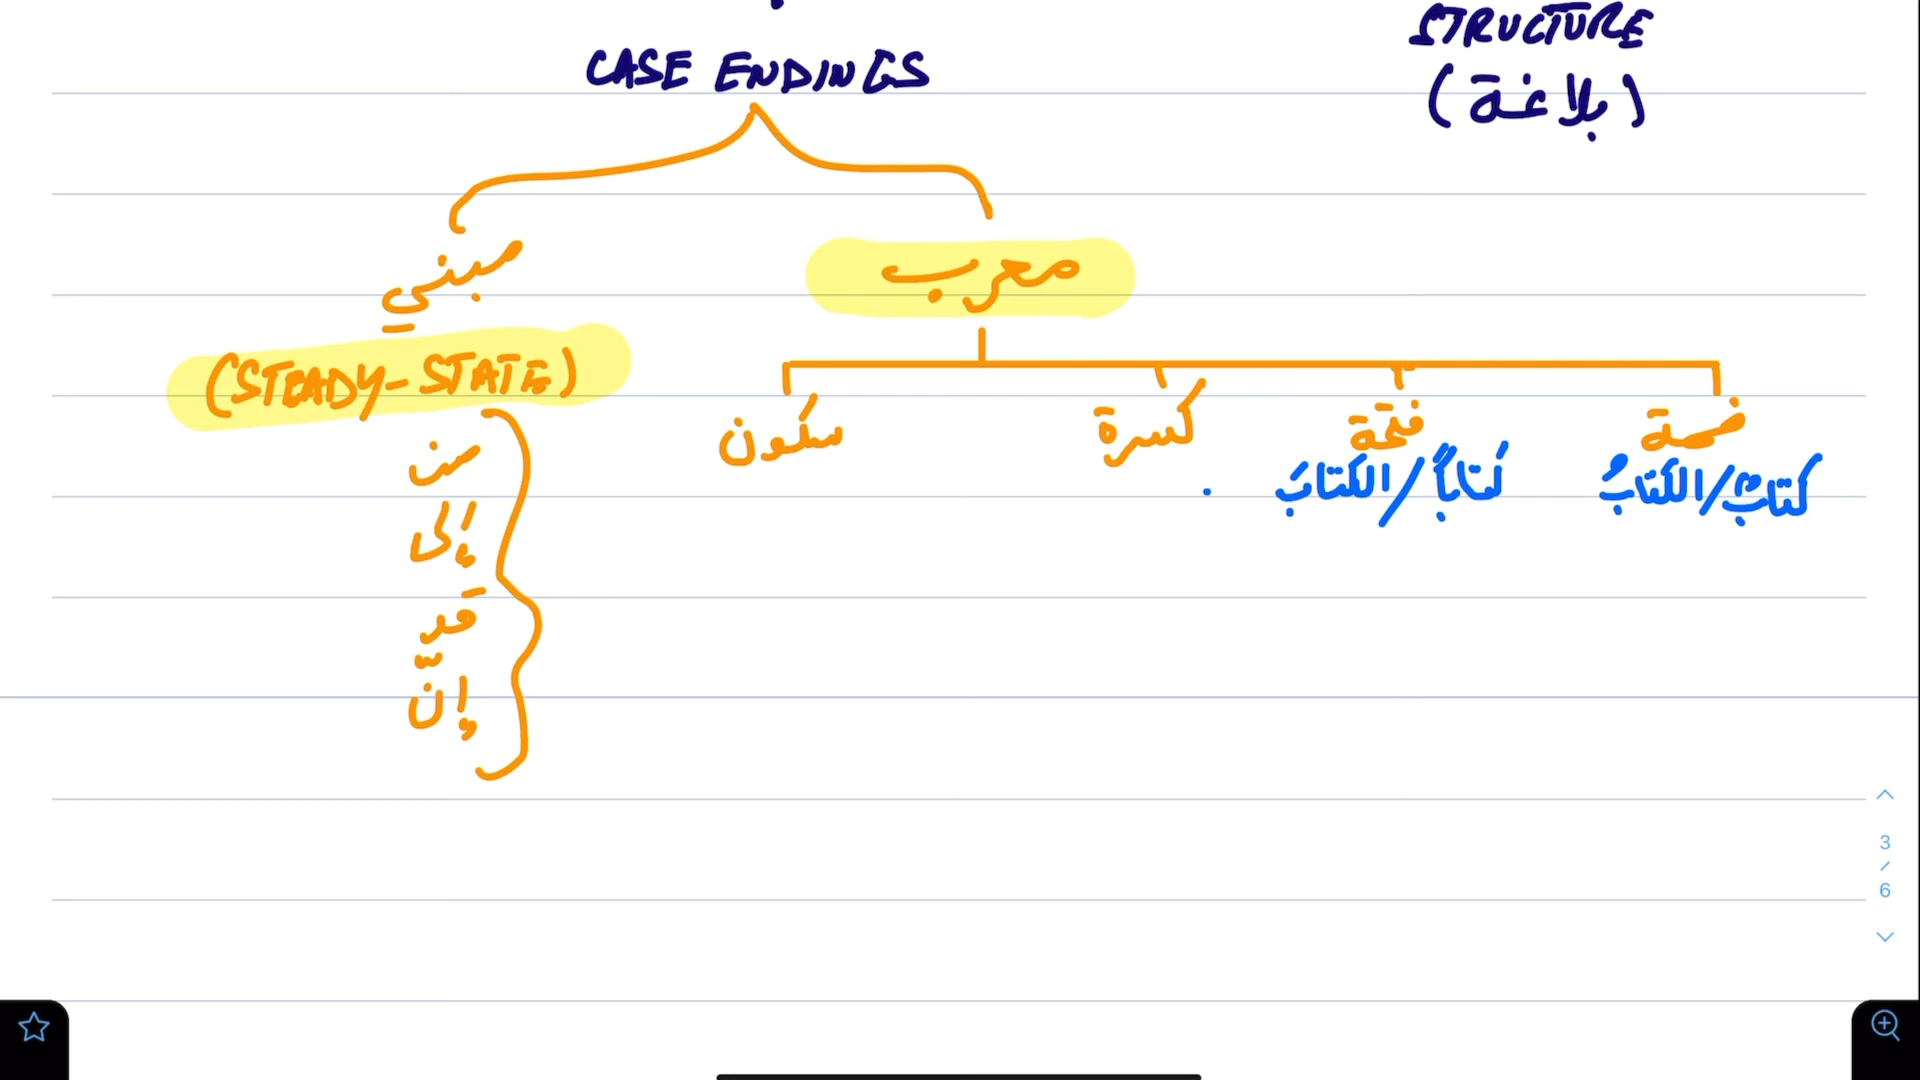 STRUCTURE
(بلاغة)
CASE ENDINGS
معرب
مبني
(STEADY-STATE)
ضمة
فتحة
كسرة
سكون
كتابٌ/الكتابُ
كتاباً/الكتابَ
من
إلى
قد
إنّ
3
/
6